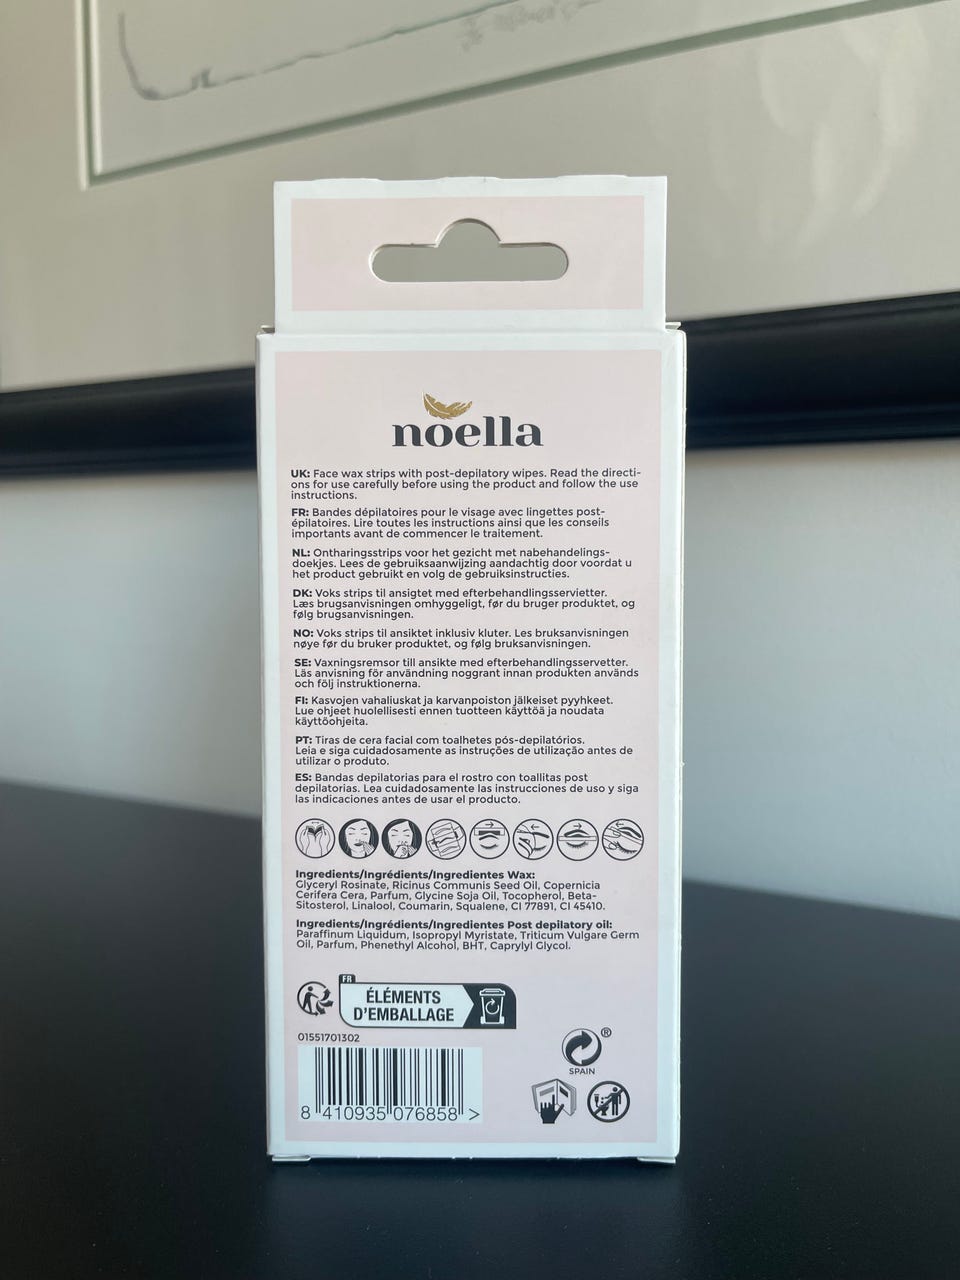 noella
UK: Face wax strips with post-depilatory wipes. Read the directi-
ons for use carefully before using the product and follow the use
instructions.
FR: Bandes dépilatoires pour le visage avec lingettes post-
épilatoires. Lire toutes les instructions ainsi que les conseils
importants avant de commencer le traitement.
NL: Ontharingsstrips voor het gezicht met nabehandelings-
doekjes. Lees de gebruiksaanwijzing aandachtig door voordat u
het product gebruikt en volg de gebruiksinstructies.
DK: Voks strips til ansigtet med efterbehandlingsservietter.
Læs brugsanvisningen omhyggeligt, før du bruger produktet, og
følg brugsanvisningen.
NO: Voks strips til ansiktet inklusiv kluter. Les bruksanvisningen
nøye før du bruker produktet, og følg bruksanvisningen.
SE: Vaxningsremsor till ansikte med efterbehandlingsservetter.
Läs anvisning för användning noggrant innan produkten används
och följ instruktionerna.
FI: Kasvojen vahaliuskat ja karvanpoiston jälkeiset pyyhkeet.
Lue ohjeet huolellisesti ennen tuotteen käyttöä ja noudata
käyttöohjeita.
PT: Tiras de cera facial com toalhetes pós-depilatórios.
Leia e siga cuidadosamente as instruções de utilização antes de
utilizar o produto.
ES: Bandas depilatorias para el rostro con toallitas post
depilatorias. Lea cuidadosamente las instrucciones de uso y siga
las indicaciones antes de usar el producto.
Ingredients/Ingrédients/Ingredientes Wax:
Glyceryl Rosinate, Ricinus Communis Seed Oil, Copernicia
Cerifera Cera, Parfum, Glycine Soja Oil, Tocopherol, Beta-
Sitosterol, Linalool, Coumarin, Squalene, CI 77891, CI 45410.
Ingredients/Ingrédients/Ingredientes Post depilatory oil:
Paraffinum Liquidum, Isopropyl Myristate, Triticum Vulgare Germ
Oil, Parfum, Phenethyl Alcohol, BHT, Caprylyl Glycol.
FR
ÉLÉMENTS
D'EMBALLAGE
01551701302
®
SPAIN
8 410935 076858 >